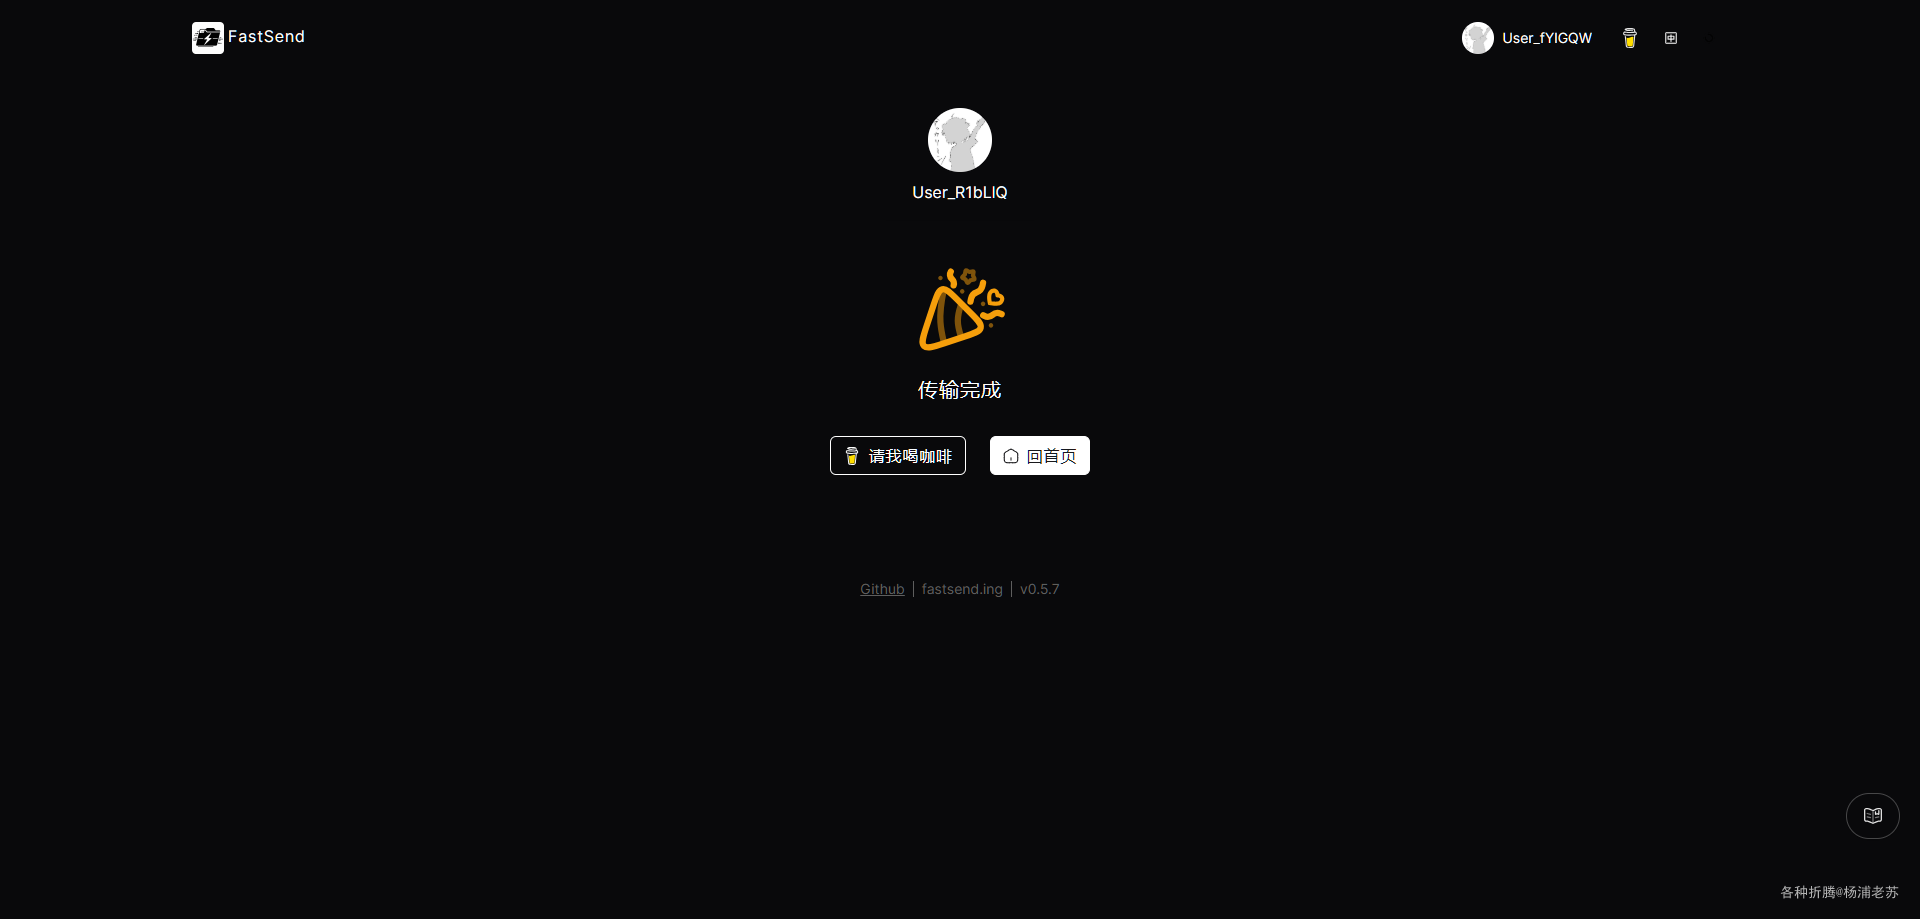 FastSend
User_fYIGQW
User_R1bLIQ
传输完成
请我喝咖啡
回首页
Github | fastsend.ing | v0.5.7
各种折腾@杨浦老苏